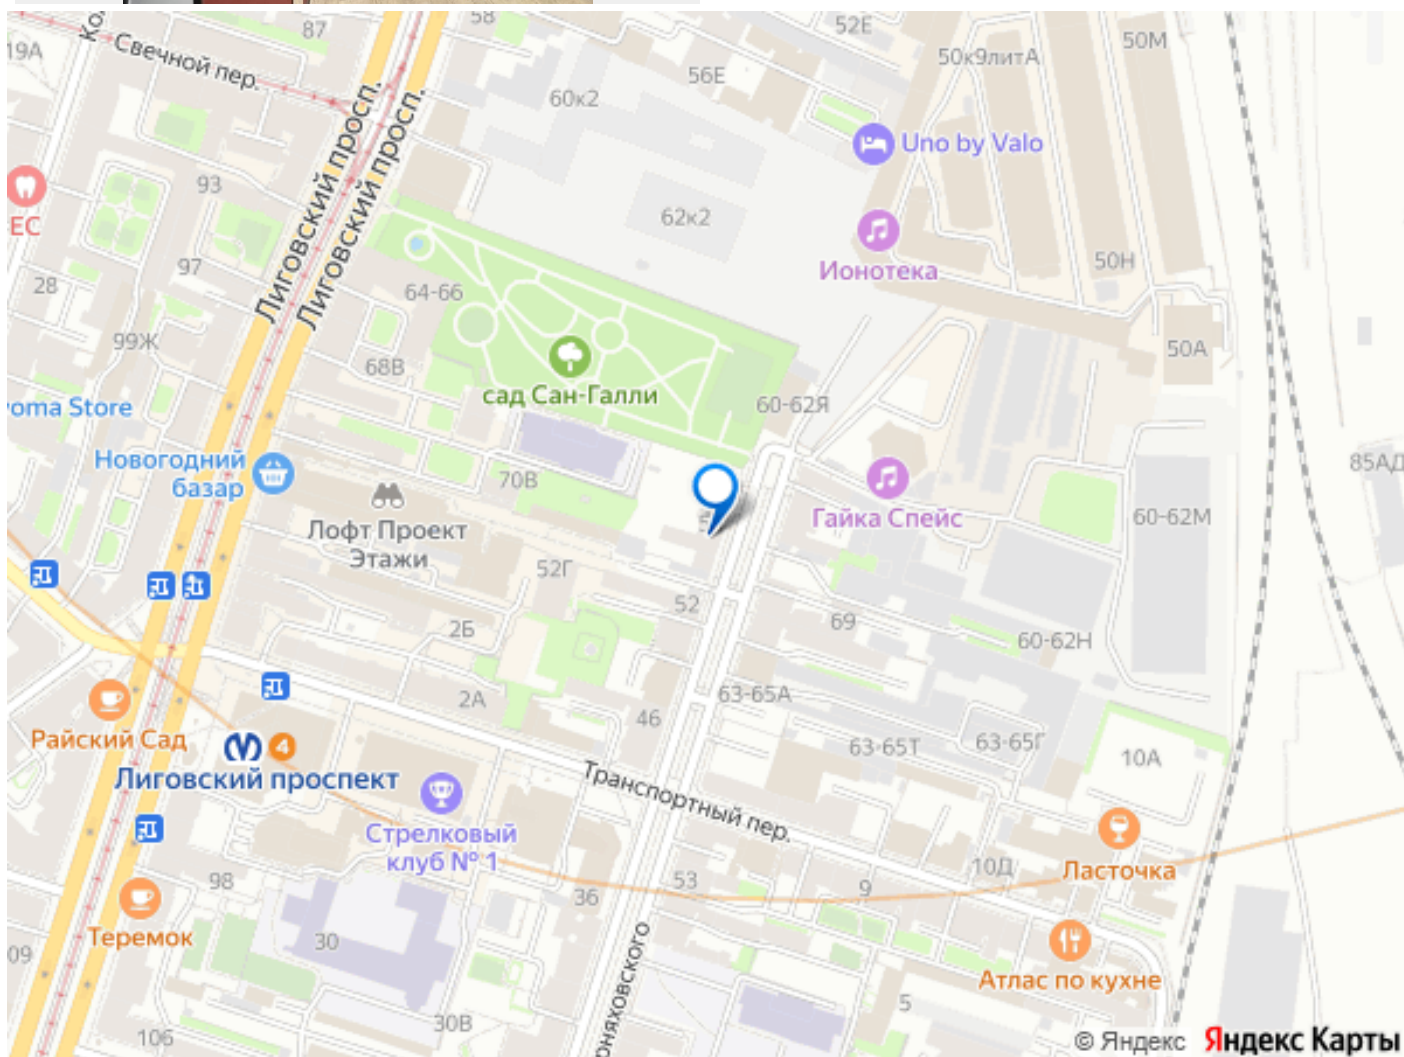 58
87
52Е
50М
19А
Свечной пер.
50к9литА
56Е
60к2
Лиговский просп.
Лиговский просп.
Uno by Valo
93
ЕС
62к2
Ионотека
50Н
97
28
64-66
99Ж
68В
50А
сад Сан-Галли
60-62Я
oma Store
Новогодний
базар
70В
85АД
Лофт Проект
Этажи
Гайка Спейс
60-62М
52Г
52
2Б
69
60-62Н
2А
63-65А
46
Райский Сад
4
63-65Т
63-65Г
10А
Лиговский проспект
Транспортный пер.
Стрелковый
клуб № 1
Ласточка
98
53
10Д
9
36
Теремок
30
09
Атлас по кухне
оняховского
5
30В
106
© Яндекс Яндекс Карты